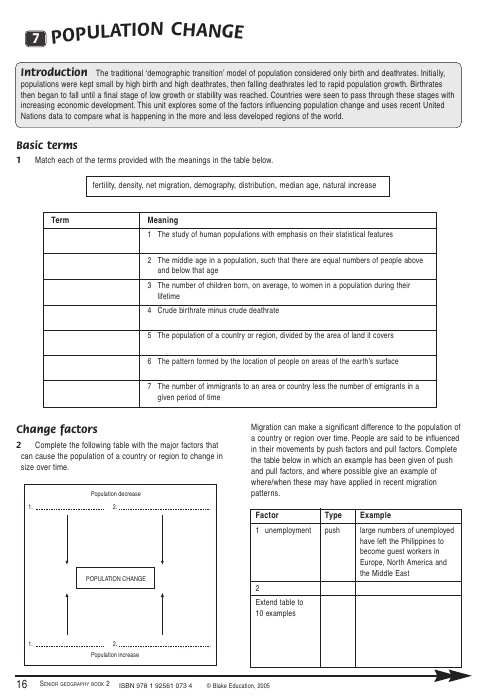 7 POPULATION CHANGE
Introduction The traditional 'demographic transition' model of population considered only birth and deathrates. Initially,
populations were kept small by high birth and high deathrates, then falling deathrates led to rapid population growth. Birthrates
then began to fall until a final stage of low growth or stability was reached. Countries were seen to pass through these stages with
increasing economic development. This unit explores some of the factors influencing population change and uses recent United
Nations data to compare what is happening in the more and less developed regions of the world.
Basic terms
1 Match each of the terms provided with the meanings in the table below.
fertility, density, net migration, demography, distribution, median age, natural increase
Term Meaning
1 The study of human populations with emphasis on their statistical features
2 The middle age in a population, such that there are equal numbers of people above
and below that age
3 The number of children born, on average, to women in a population during their
lifetime
4 Crude birthrate minus crude deathrate
5 The population of a country or region, divided by the area of land it covers
6 The pattern formed by the location of people on areas of the earth's surface
7 The number of immigrants to an area or country less the number of emigrants in a
given period of time
Change factors
2 Complete the following table with the major factors that
can cause the population of a country or region to change in
size over time.
Population decrease
1. 2.
POPULATION CHANGE
1. 2.
Population increase
Migration can make a significant difference to the population of
a country or region over time. People are said to be influenced
in their movements by push factors and pull factors. Complete
the table below in which an example has been given of push
and pull factors, and where possible give an example of
where/when these may have applied in recent migration
patterns.
Factor Type Example
1 unemployment push large numbers of unemployed
have left the Philippines to
become guest workers in
Europe, North America and
the Middle East
2
Extend table to
10 examples
16 SENIOR GEOGRAPHY BOOK 2 ISBN 978 1 92561 073 4 © Blake Education, 2005